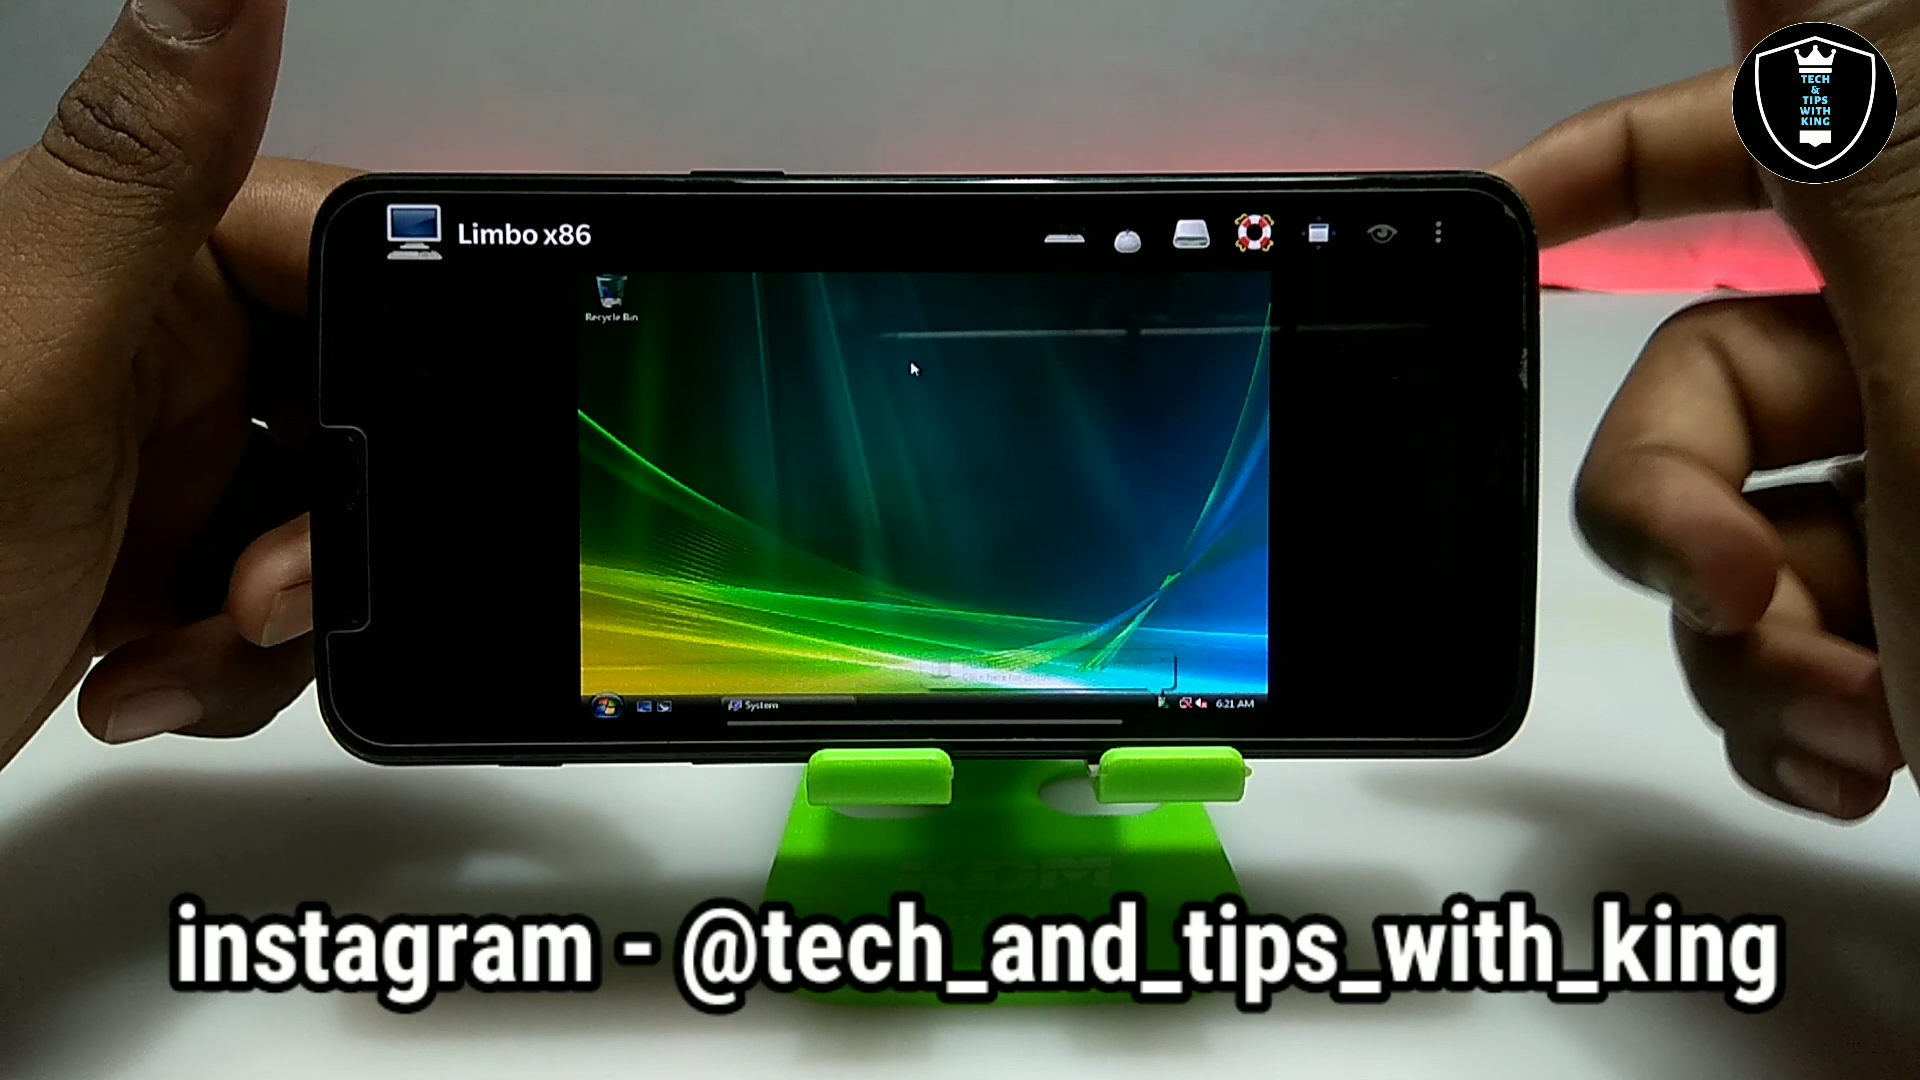 TECH
&
TIPS
WITH
KING
Limbo x86
Recycle Bin
System
6:21 AM
instagram - @tech_and_tips_with_king